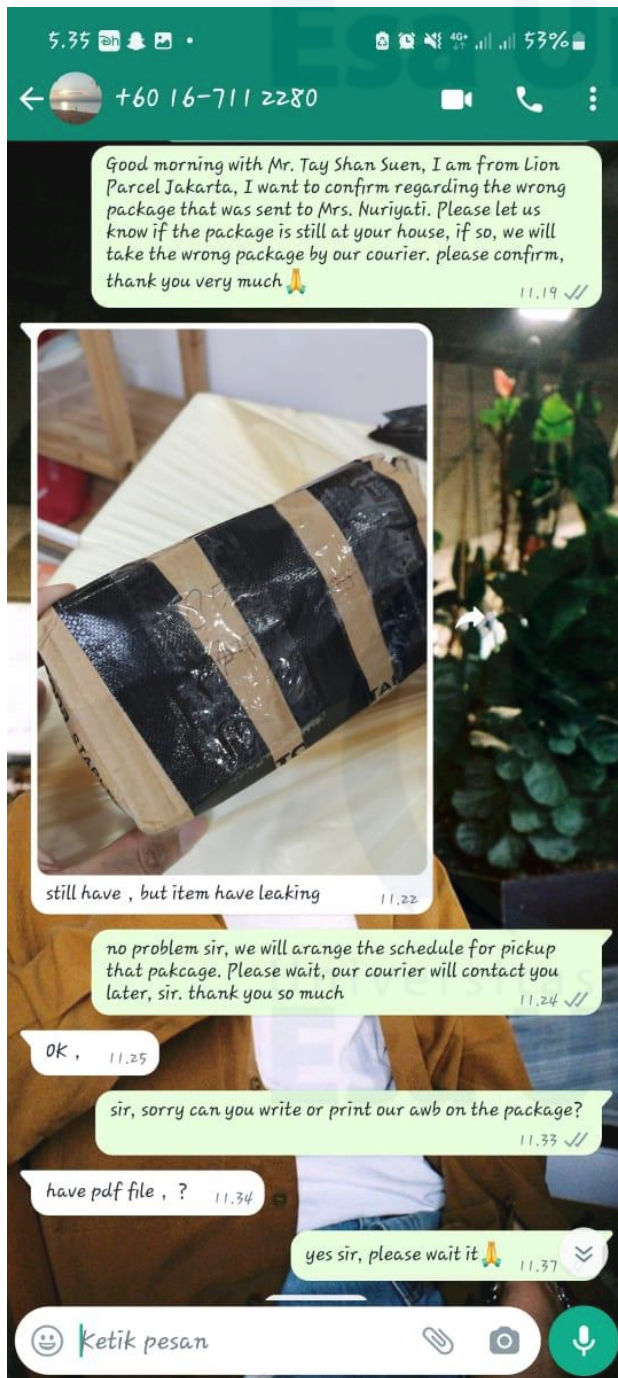 Esa Un
5.35
4G+
53%
+60 16-711 2280
Good morning with Mr. Tay Shan Suen, I am from Lion
Parcel Jakarta, I want to confirm regarding the wrong
package that was sent to Mrs. Nuriyati. Please let us
know if the package is still at your house, if so, we will
take the wrong package by our courier. please confirm,
thank you very much🙏
11.19
still have , but item have leaking
11.22
no problem sir, we will arange the schedule for pickup
that pakcage. Please wait, our courier will contact you
later, sir. thank you so much
11.24
Universitas
OK ,
11.25
sir, sorry can you write or print our awb on the package?
11.33
have pdf file , ?
11.34
yes sir, please wait it🙏
11.37
Ketik pesan